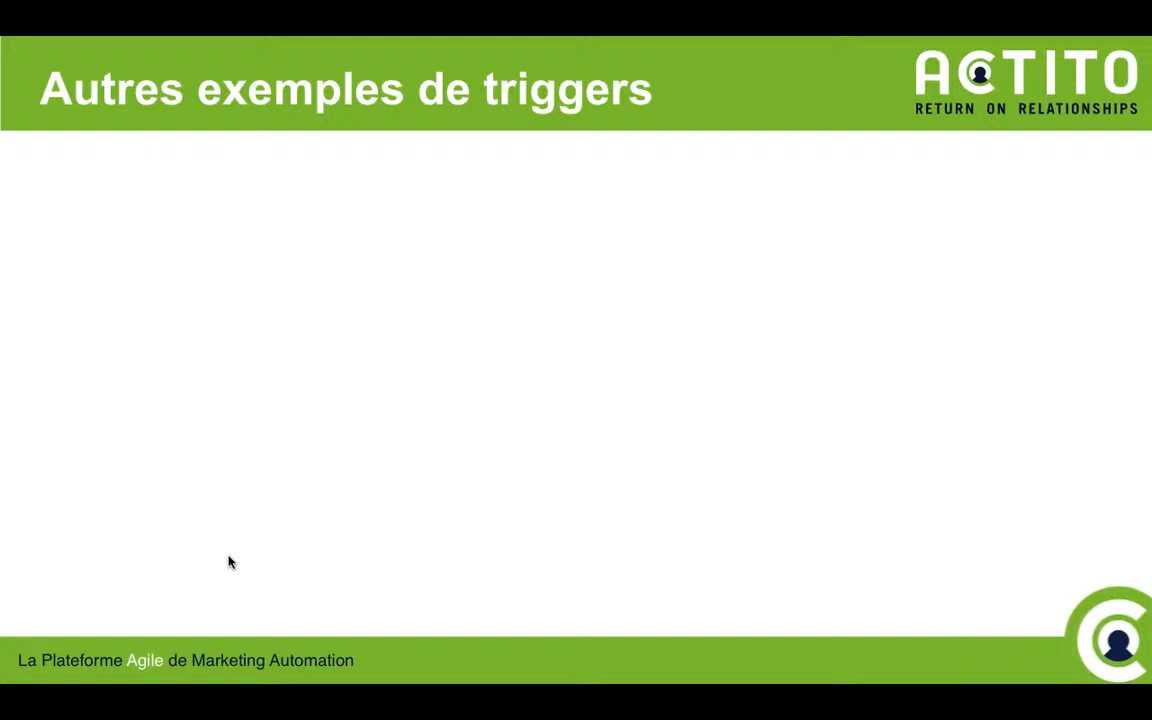 Autres exemples de triggers
ACTITO
RETURN ON RELATIONSHIPS
La Plateforme Agile de Marketing Automation